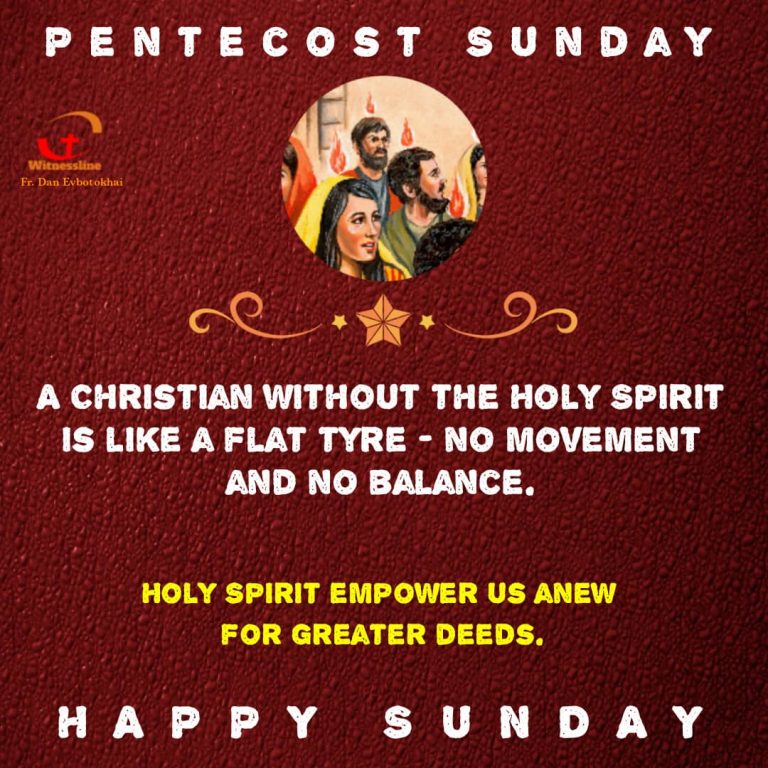 PENTECOST SUNDAY
Witnessline
Fr. Dan Evbotokhai
A CHRISTIAN WITHOUT THE HOLY SPIRIT
IS LIKE A FLAT TYRE - NO MOVEMENT
AND NO BALANCE.
HOLY SPIRIT EMPOWER US ANEW
FOR GREATER DEEDS.
HAPPY SUNDAY